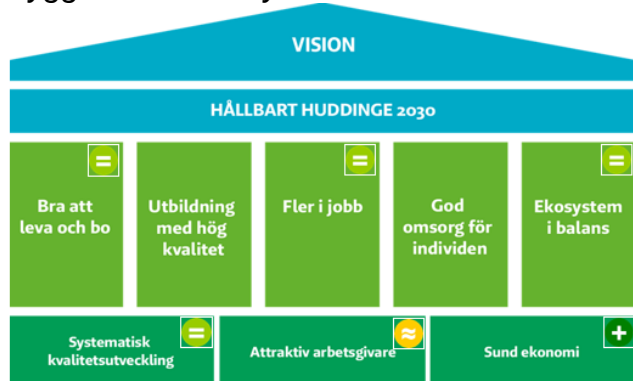 VISION
HÅLLBART HUDDINGE 2030
Bra att
leva och bo
=
Utbildning
med hög
kvalitet
Fler i jobb
=
God
omsorg för
individen
Ekosystem
i balans
=
Systematisk
kvalitetsutveckling
=
Attraktiv arbetsgivare
≈
Sund ekonomi
+